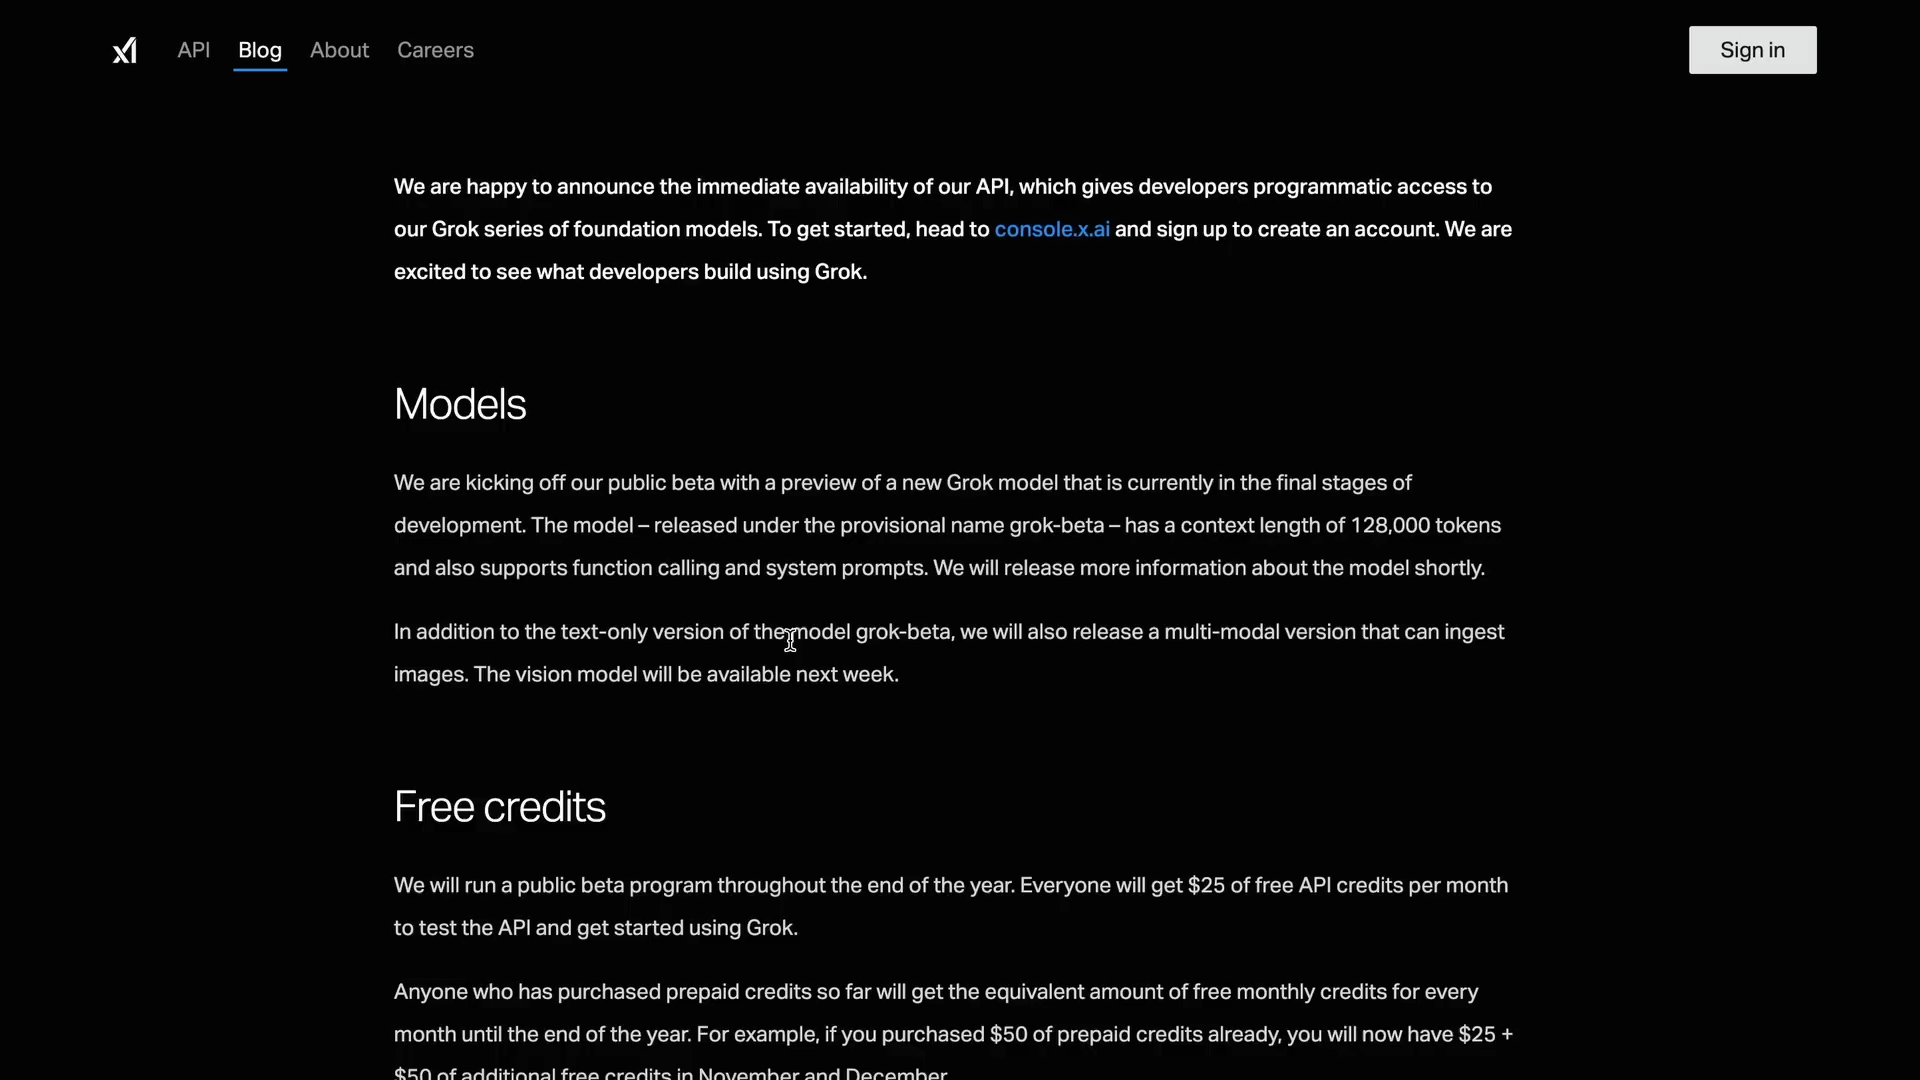 xI API Blog About Careers Sign in
We are happy to announce the immediate availability of our API, which gives developers programmatic access to
our Grok series of foundation models. To get started, head to console.x.ai and sign up to create an account. We are
excited to see what developers build using Grok.
Models
We are kicking off our public beta with a preview of a new Grok model that is currently in the final stages of
development. The model – released under the provisional name grok-beta – has a context length of 128,000 tokens
and also supports function calling and system prompts. We will release more information about the model shortly.
In addition to the text-only version of the model grok-beta, we will also release a multi-modal version that can ingest
images. The vision model will be available next week.
Free credits
We will run a public beta program throughout the end of the year. Everyone will get $25 of free API credits per month
to test the API and get started using Grok.
Anyone who has purchased prepaid credits so far will get the equivalent amount of free monthly credits for every
month until the end of the year. For example, if you purchased $50 of prepaid credits already, you will now have $25 +
$50 of additional free credits in November and December.